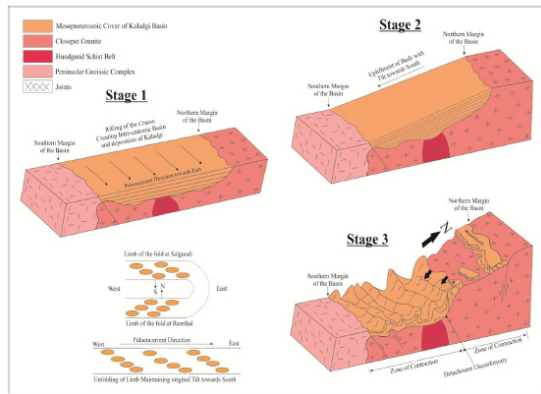 Mesoproterozoic Cover of Kaladgi Basin
Closepet Granite
Hundgund Schist Belt
Peninsular Gneissic Complex
Joints
Stage 1
Rifting of the Craton
Creating Intra-cratonic Basin
and deposition of Kaladgi
Northern Margin
of the Basin
Southern Margin
of the Basin
Palaeocurrent Direction towards East
Stage 2
Northern Margin
of the Basin
Upliftment of Beds with
Tilt towards South
Southern Margin
of the Basin
Stage 3
N
Northern Margin
of the Basin
Southern Margin
of the Basin
Zone of Contraction
Zone of Contraction
Detachment Unconformity
Limb of the fold at Salgundi
West
S
N
East
Limb of the fold at Ramthal
West
Palaeocurrent Direction
East
Unfolding of Limb Maintaining original Tilt towards South